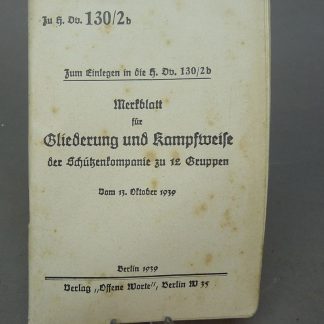 Zu H. Dv. 130/2b
Zum Einlegen in die H. Dv. 130/2b
Merkblatt
für
Gliederung und Kampfweise
der Schützenkompanie zu 12 Gruppen
Vom 13. Oktober 1939
Berlin 1939
Verlag „Offene Worte“, Berlin W 35